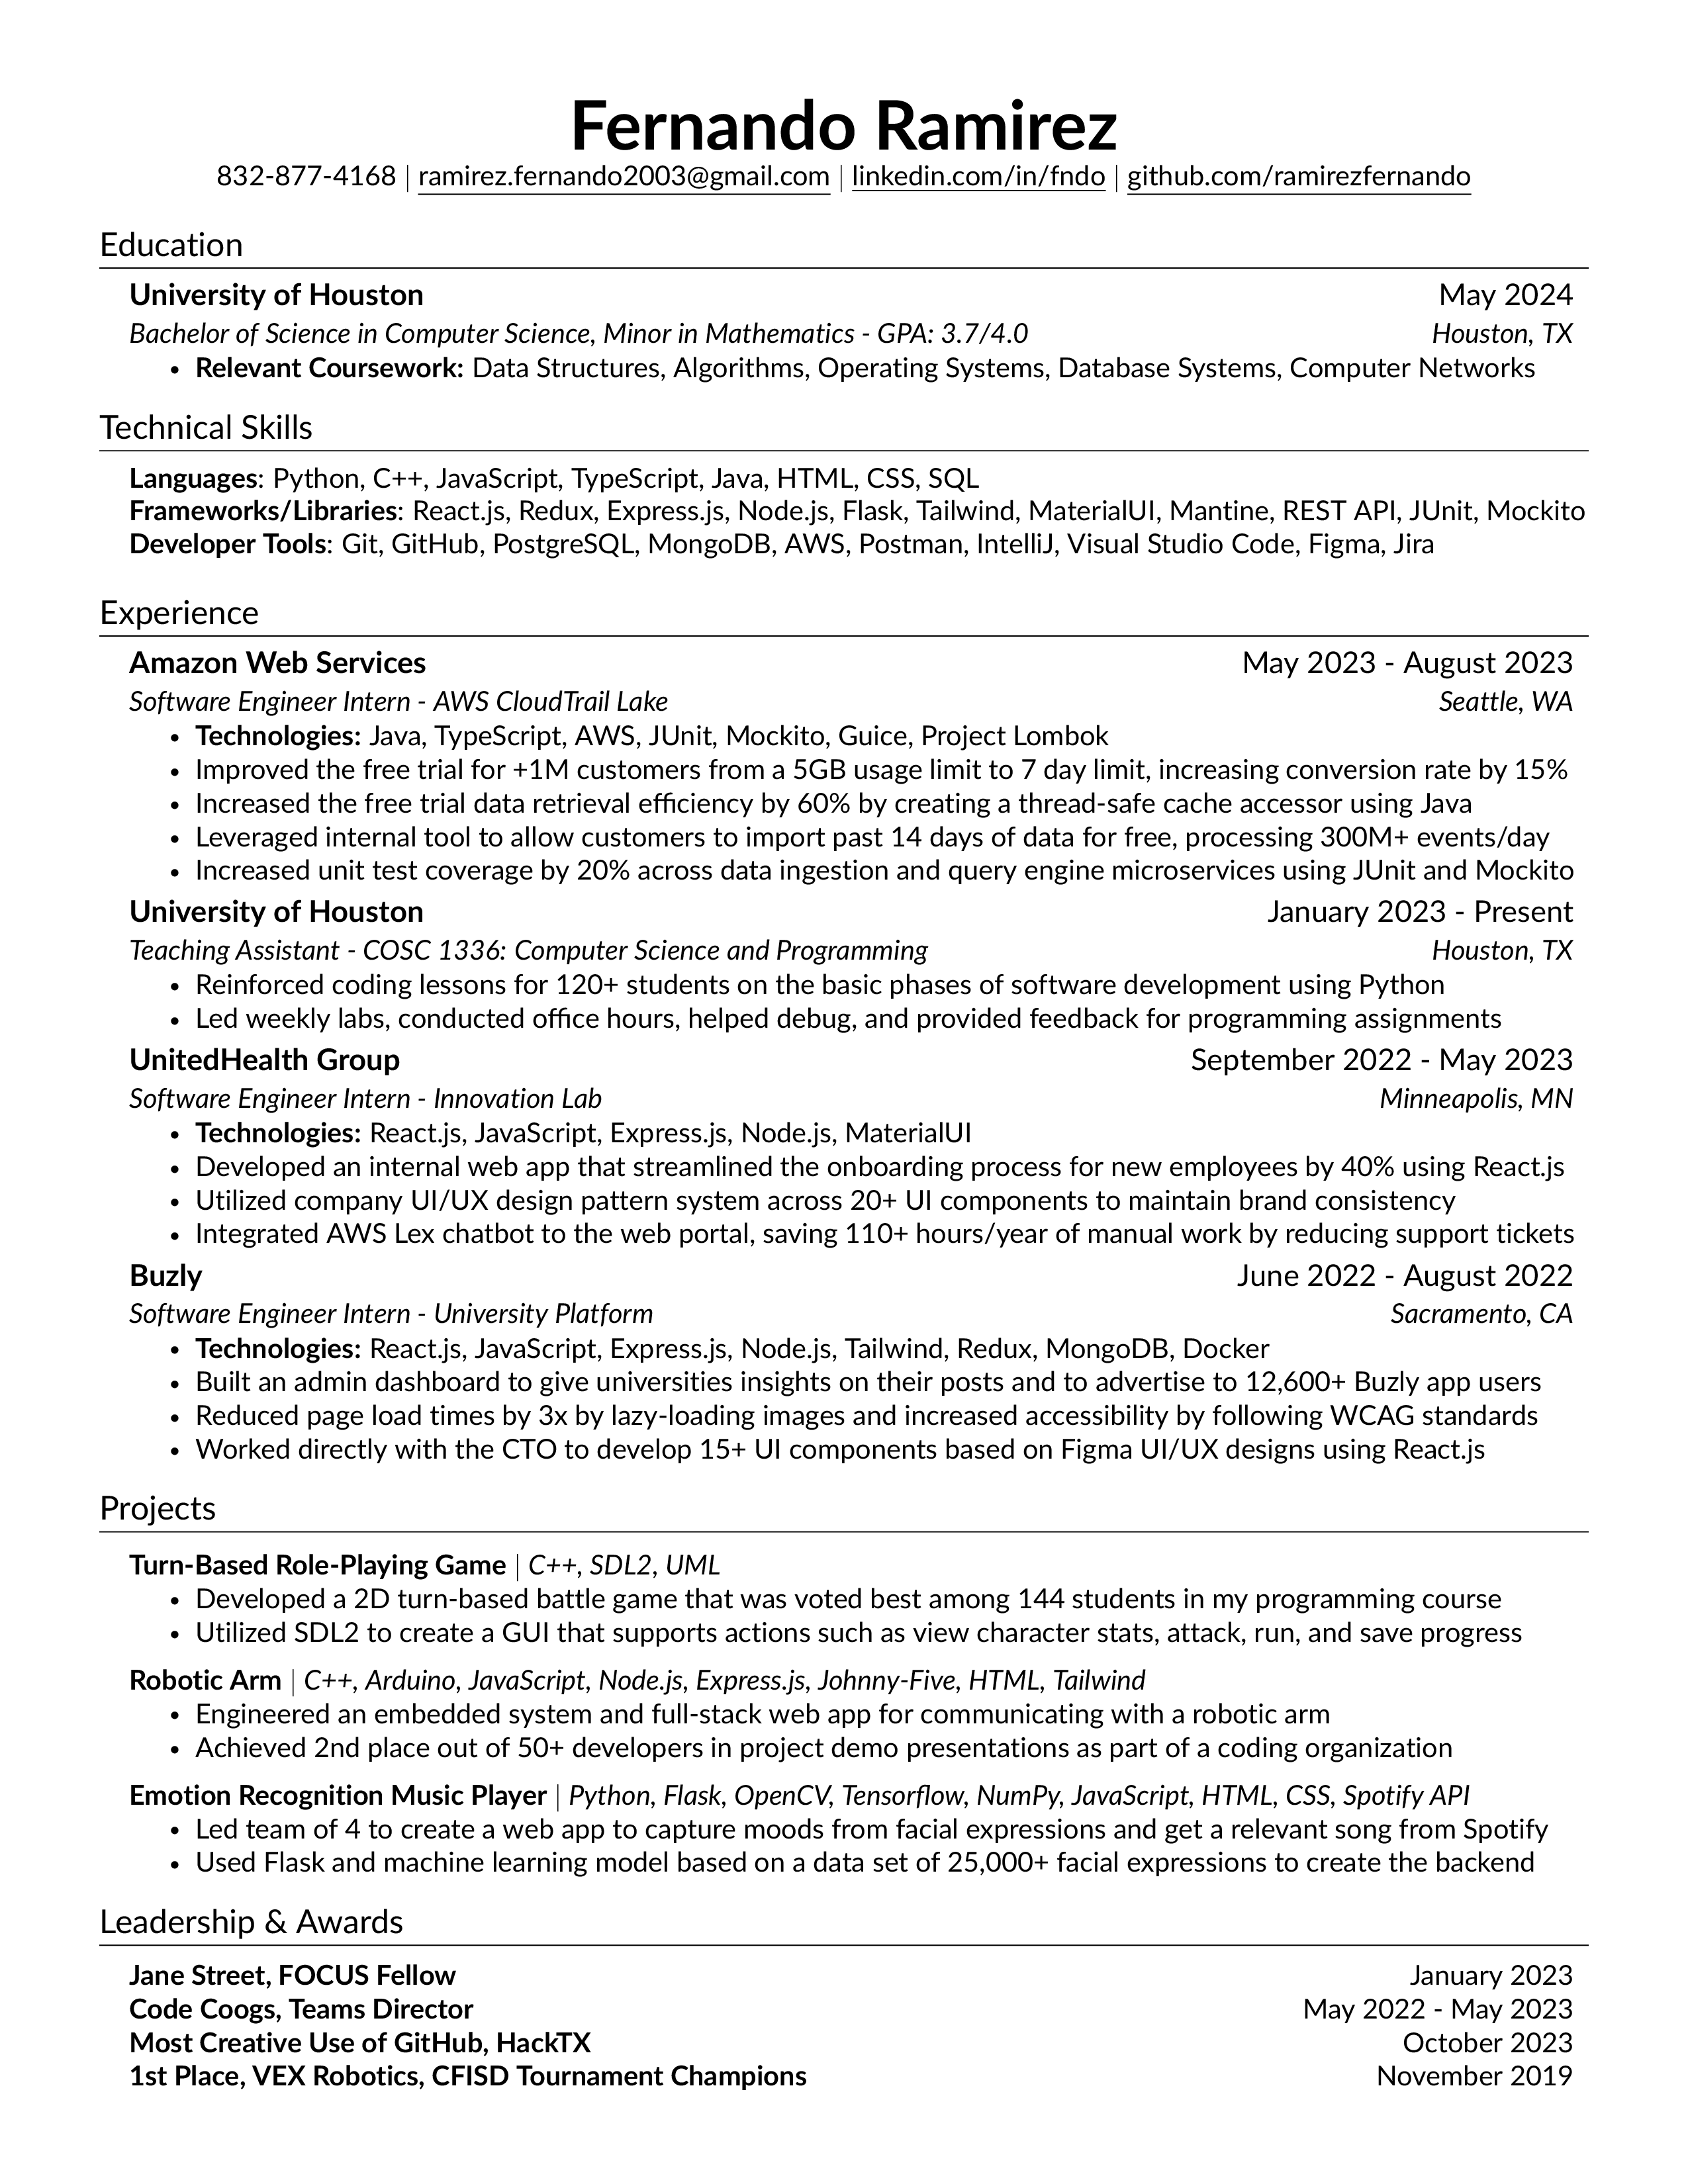 Fernando Ramirez
832-877-4168 | ramirez.fernando2003@gmail.com | linkedin.com/in/fndo | github.com/ramirezfernando
Education
University of Houston May 2024
Bachelor of Science in Computer Science, Minor in Mathematics - GPA: 3.7/4.0 Houston, TX
• Relevant Coursework: Data Structures, Algorithms, Operating Systems, Database Systems, Computer Networks
Technical Skills
Languages: Python, C++, JavaScript, TypeScript, Java, HTML, CSS, SQL
Frameworks/Libraries: React.js, Redux, Express.js, Node.js, Flask, Tailwind, MaterialUI, Mantine, REST API, JUnit, Mockito
Developer Tools: Git, GitHub, PostgreSQL, MongoDB, AWS, Postman, IntelliJ, Visual Studio Code, Figma, Jira
Experience
Amazon Web Services May 2023 - August 2023
Software Engineer Intern - AWS CloudTrail Lake Seattle, WA
• Technologies: Java, TypeScript, AWS, JUnit, Mockito, Guice, Project Lombok
• Improved the free trial for +1M customers from a 5GB usage limit to 7 day limit, increasing conversion rate by 15%
• Increased the free trial data retrieval efficiency by 60% by creating a thread-safe cache accessor using Java
• Leveraged internal tool to allow customers to import past 14 days of data for free, processing 300M+ events/day
• Increased unit test coverage by 20% across data ingestion and query engine microservices using JUnit and Mockito
University of Houston January 2023 - Present
Teaching Assistant - COSC 1336: Computer Science and Programming Houston, TX
• Reinforced coding lessons for 120+ students on the basic phases of software development using Python
• Led weekly labs, conducted office hours, helped debug, and provided feedback for programming assignments
UnitedHealth Group September 2022 - May 2023
Software Engineer Intern - Innovation Lab Minneapolis, MN
• Technologies: React.js, JavaScript, Express.js, Node.js, MaterialUI
• Developed an internal web app that streamlined the onboarding process for new employees by 40% using React.js
• Utilized company UI/UX design pattern system across 20+ UI components to maintain brand consistency
• Integrated AWS Lex chatbot to the web portal, saving 110+ hours/year of manual work by reducing support tickets
Buzly June 2022 - August 2022
Software Engineer Intern - University Platform Sacramento, CA
• Technologies: React.js, JavaScript, Express.js, Node.js, Tailwind, Redux, MongoDB, Docker
• Built an admin dashboard to give universities insights on their posts and to advertise to 12,600+ Buzly app users
• Reduced page load times by 3x by lazy-loading images and increased accessibility by following WCAG standards
• Worked directly with the CTO to develop 15+ UI components based on Figma UI/UX designs using React.js
Projects
Turn-Based Role-Playing Game | C++, SDL2, UML
• Developed a 2D turn-based battle game that was voted best among 144 students in my programming course
• Utilized SDL2 to create a GUI that supports actions such as view character stats, attack, run, and save progress
Robotic Arm | C++, Arduino, JavaScript, Node.js, Express.js, Johnny-Five, HTML, Tailwind
• Engineered an embedded system and full-stack web app for communicating with a robotic arm
• Achieved 2nd place out of 50+ developers in project demo presentations as part of a coding organization
Emotion Recognition Music Player | Python, Flask, OpenCV, Tensorflow, NumPy, JavaScript, HTML, CSS, Spotify API
• Led team of 4 to create a web app to capture moods from facial expressions and get a relevant song from Spotify
• Used Flask and machine learning model based on a data set of 25,000+ facial expressions to create the backend
Leadership & Awards
Jane Street, FOCUS Fellow January 2023
Code Coogs, Teams Director May 2022 - May 2023
Most Creative Use of GitHub, HackTX October 2023
1st Place, VEX Robotics, CFISD Tournament Champions November 2019